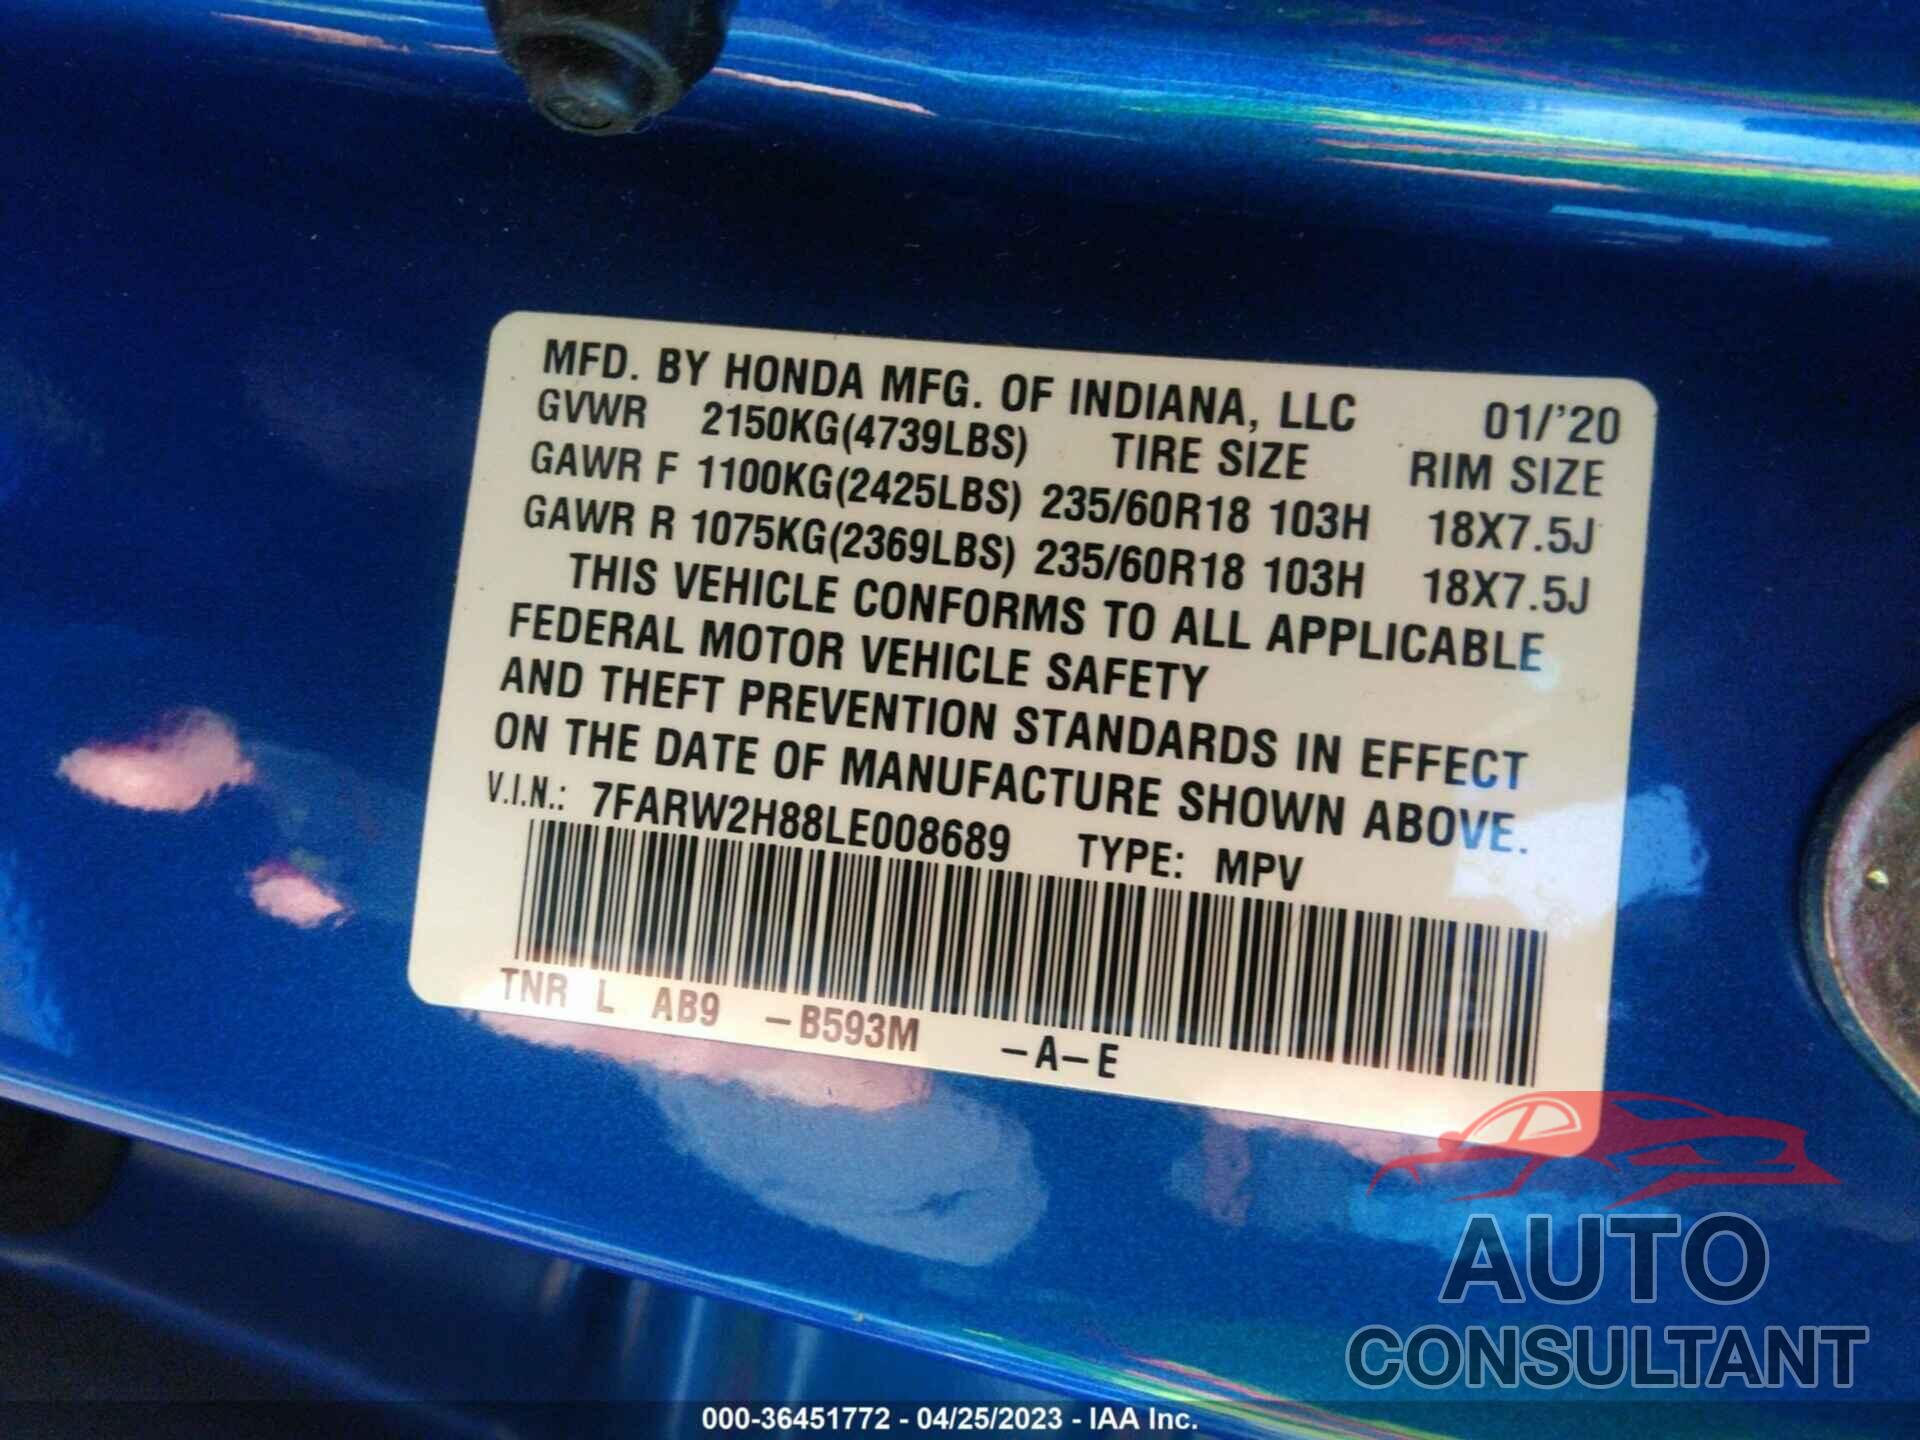 MFD. BY HONDA MFG. OF INDIANA, LLC 01/'20
GVWR 2150KG(4739LBS) TIRE SIZE RIM SIZE
GAWR F 1100KG(2425LBS) 235/60R18 103H 18X7.5J
GAWR R 1075KG(2369LBS) 235/60R18 103H 18X7.5J
THIS VEHICLE CONFORMS TO ALL APPLICABLE
FEDERAL MOTOR VEHICLE SAFETY
AND THEFT PREVENTION STANDARDS IN EFFECT
ON THE DATE OF MANUFACTURE SHOWN ABOVE.
V.I.N.: 7FARW2H88LE008689 TYPE: MPV
TNR L AB9 -B593M -A-E
AUTO
CONSULTANT
000-36451772 - 04/25/2023 - IAA Inc.